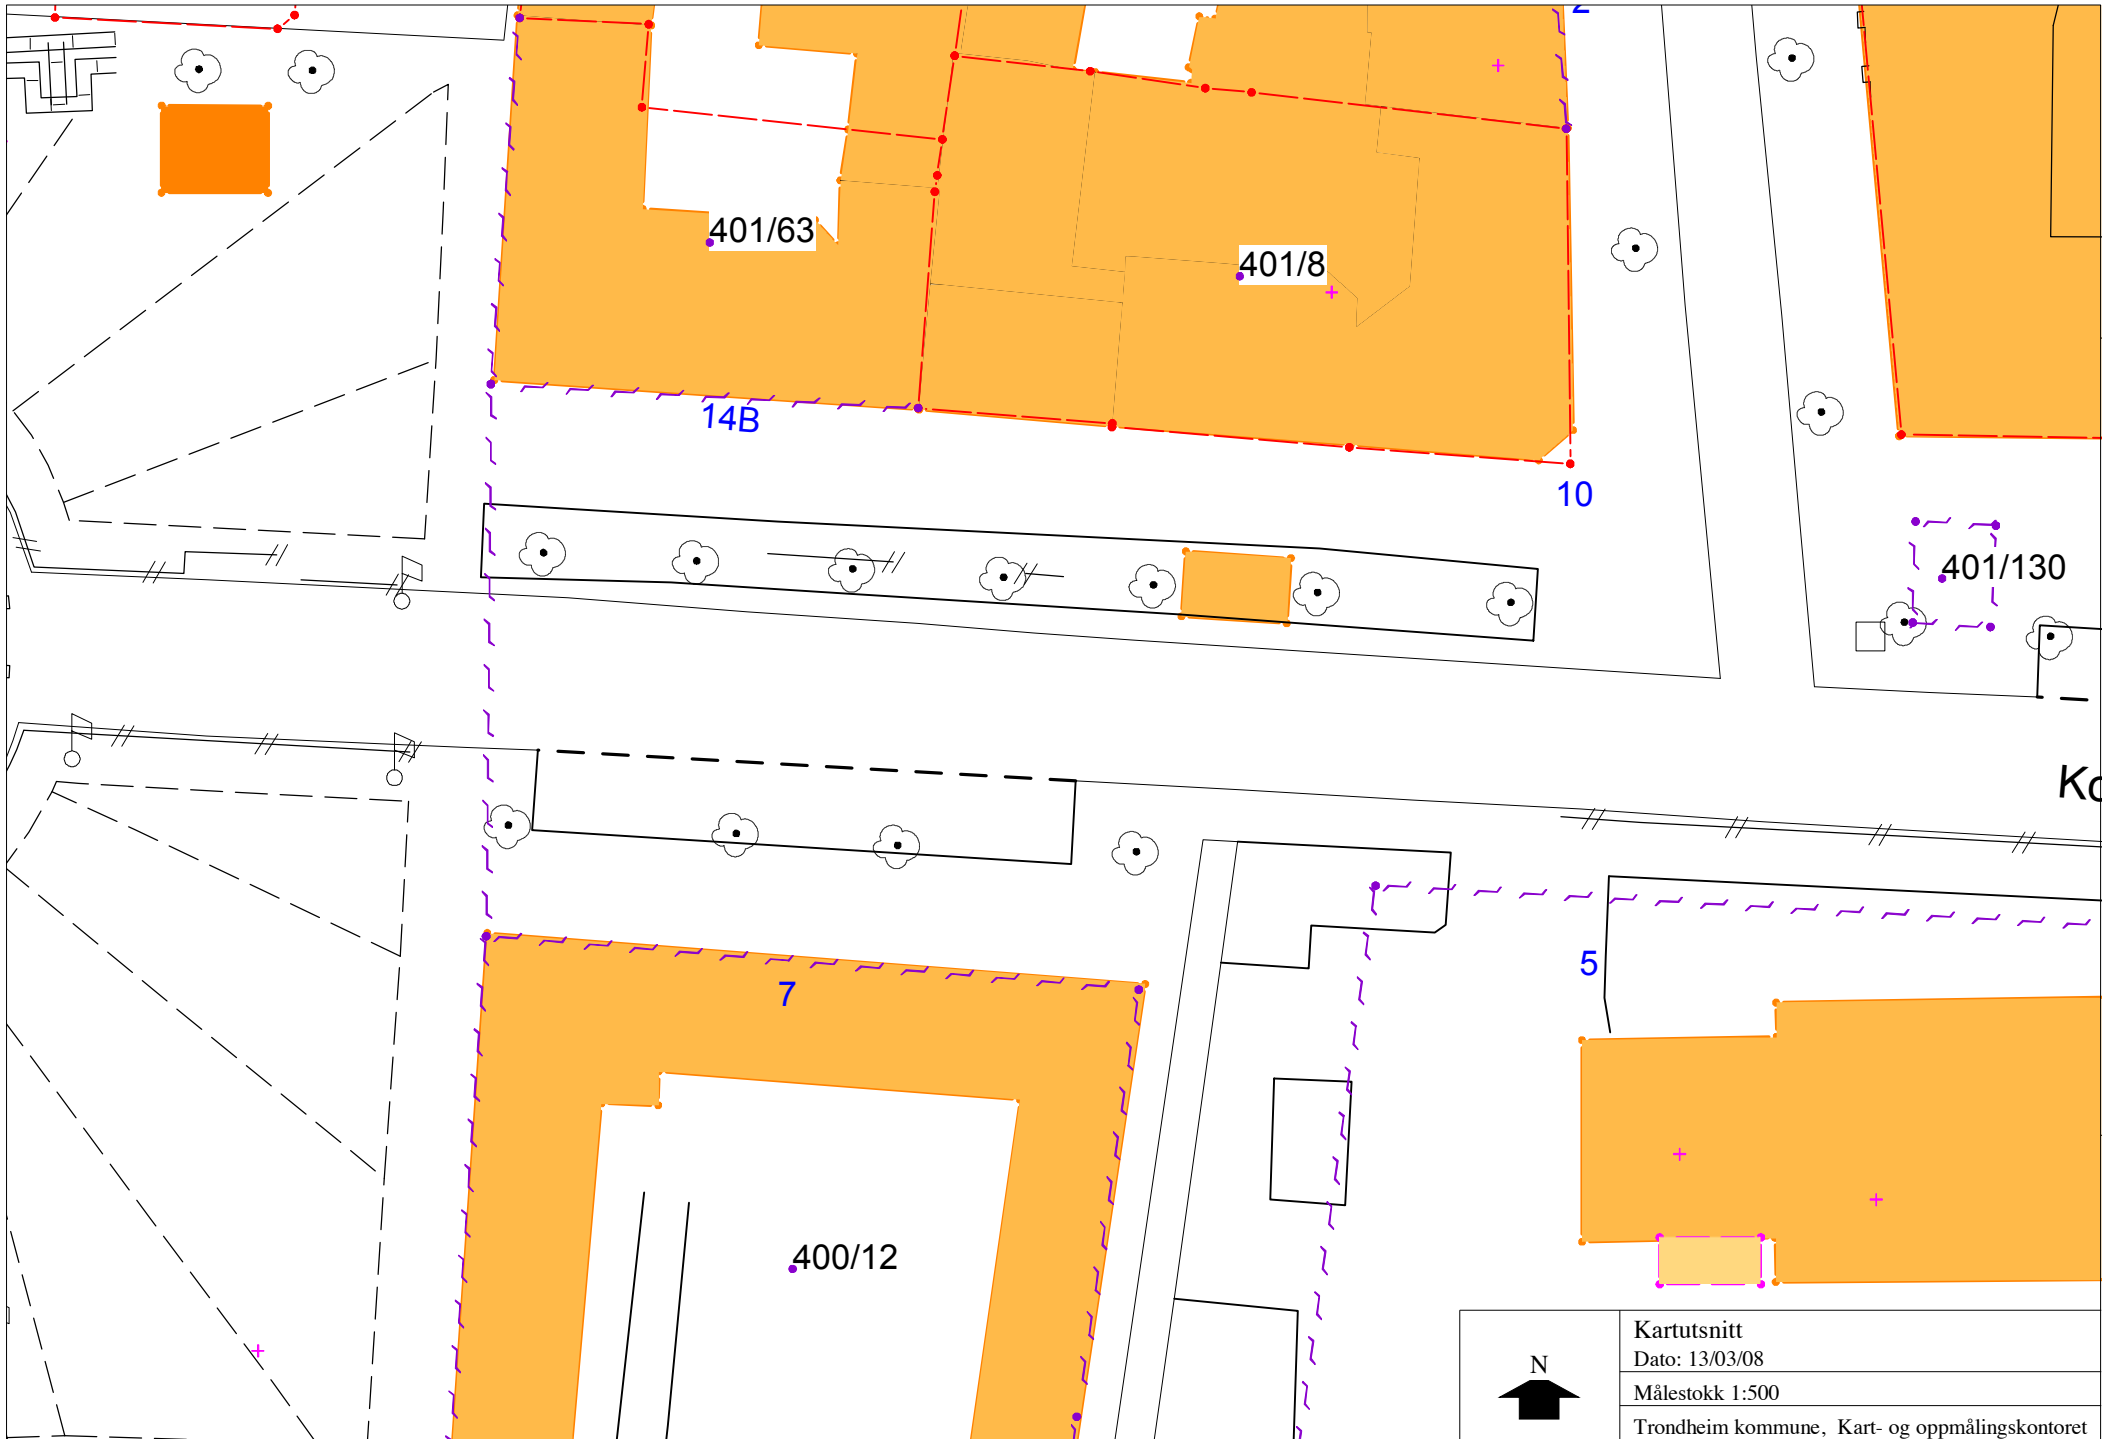 2
401/63
401/8
14B
10
401/130
Ko
7
5
400/12
N
Kartutsnitt
Dato: 13/03/08
Målestokk 1:500
Trondheim kommune, Kart- og oppmålingskontoret